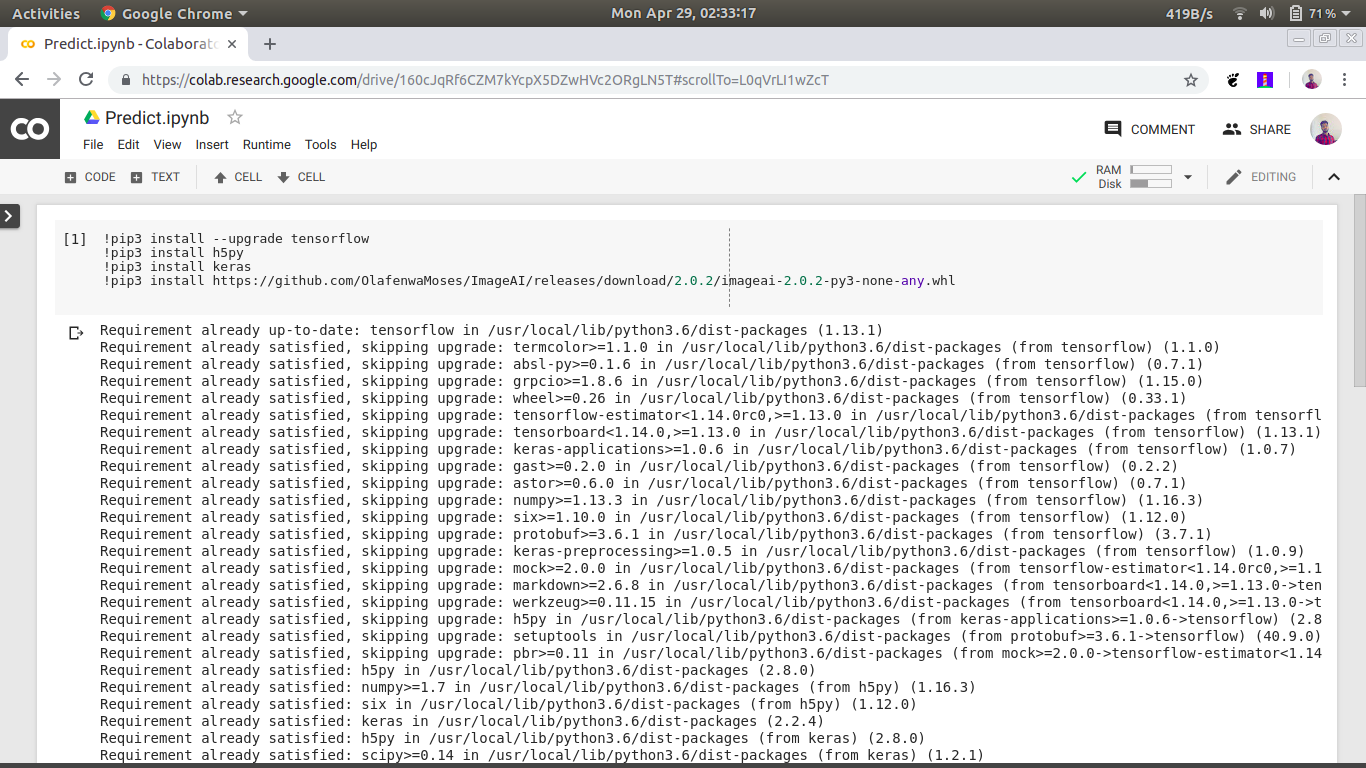 Activities Google Chrome Mon Apr 29, 02:33:17 419B/s 71%
Predict.ipynb - Colaborato
https://colab.research.google.com/drive/160cJqRf6CZM7kYcpX5DZwHVc2ORgLN5T#scrollTo=L0qVrLI1wZcT
CO Predict.ipynb
File Edit View Insert Runtime Tools Help
COMMENT SHARE
CODE TEXT CELL CELL RAM Disk EDITING
[1] !pip3 install --upgrade tensorflow
!pip3 install h5py
!pip3 install keras
!pip3 install https://github.com/OlafenwaMoses/ImageAI/releases/download/2.0.2/imageai-2.0.2-py3-none-any.whl
Requirement already up-to-date: tensorflow in /usr/local/lib/python3.6/dist-packages (1.13.1)
Requirement already satisfied, skipping upgrade: termcolor>=1.1.0 in /usr/local/lib/python3.6/dist-packages (from tensorflow) (1.1.0)
Requirement already satisfied, skipping upgrade: absl-py>=0.1.6 in /usr/local/lib/python3.6/dist-packages (from tensorflow) (0.7.1)
Requirement already satisfied, skipping upgrade: grpcio>=1.8.6 in /usr/local/lib/python3.6/dist-packages (from tensorflow) (1.15.0)
Requirement already satisfied, skipping upgrade: wheel>=0.26 in /usr/local/lib/python3.6/dist-packages (from tensorflow) (0.33.1)
Requirement already satisfied, skipping upgrade: tensorflow-estimator<1.14.0rc0,>=1.13.0 in /usr/local/lib/python3.6/dist-packages (from tensorfl
Requirement already satisfied, skipping upgrade: tensorboard<1.14.0,>=1.13.0 in /usr/local/lib/python3.6/dist-packages (from tensorflow) (1.13.1)
Requirement already satisfied, skipping upgrade: keras-applications>=1.0.6 in /usr/local/lib/python3.6/dist-packages (from tensorflow) (1.0.7)
Requirement already satisfied, skipping upgrade: gast>=0.2.0 in /usr/local/lib/python3.6/dist-packages (from tensorflow) (0.2.2)
Requirement already satisfied, skipping upgrade: astor>=0.6.0 in /usr/local/lib/python3.6/dist-packages (from tensorflow) (0.7.1)
Requirement already satisfied, skipping upgrade: numpy>=1.13.3 in /usr/local/lib/python3.6/dist-packages (from tensorflow) (1.16.3)
Requirement already satisfied, skipping upgrade: six>=1.10.0 in /usr/local/lib/python3.6/dist-packages (from tensorflow) (1.12.0)
Requirement already satisfied, skipping upgrade: protobuf>=3.6.1 in /usr/local/lib/python3.6/dist-packages (from tensorflow) (3.7.1)
Requirement already satisfied, skipping upgrade: keras-preprocessing>=1.0.5 in /usr/local/lib/python3.6/dist-packages (from tensorflow) (1.0.9)
Requirement already satisfied, skipping upgrade: mock>=2.0.0 in /usr/local/lib/python3.6/dist-packages (from tensorflow-estimator<1.14.0rc0,>=1.1
Requirement already satisfied, skipping upgrade: markdown>=2.6.8 in /usr/local/lib/python3.6/dist-packages (from tensorboard<1.14.0,>=1.13.0->ten
Requirement already satisfied, skipping upgrade: werkzeug>=0.11.15 in /usr/local/lib/python3.6/dist-packages (from tensorboard<1.14.0,>=1.13.0->t
Requirement already satisfied, skipping upgrade: h5py in /usr/local/lib/python3.6/dist-packages (from keras-applications>=1.0.6->tensorflow) (2.8
Requirement already satisfied, skipping upgrade: setuptools in /usr/local/lib/python3.6/dist-packages (from protobuf>=3.6.1->tensorflow) (40.9.0)
Requirement already satisfied, skipping upgrade: pbr>=0.11 in /usr/local/lib/python3.6/dist-packages (from mock>=2.0.0->tensorflow-estimator<1.14
Requirement already satisfied: h5py in /usr/local/lib/python3.6/dist-packages (2.8.0)
Requirement already satisfied: numpy>=1.7 in /usr/local/lib/python3.6/dist-packages (from h5py) (1.16.3)
Requirement already satisfied: six in /usr/local/lib/python3.6/dist-packages (from h5py) (1.12.0)
Requirement already satisfied: keras in /usr/local/lib/python3.6/dist-packages (2.2.4)
Requirement already satisfied: h5py in /usr/local/lib/python3.6/dist-packages (from keras) (2.8.0)
Requirement already satisfied: scipy>=0.14 in /usr/local/lib/python3.6/dist-packages (from keras) (1.2.1)